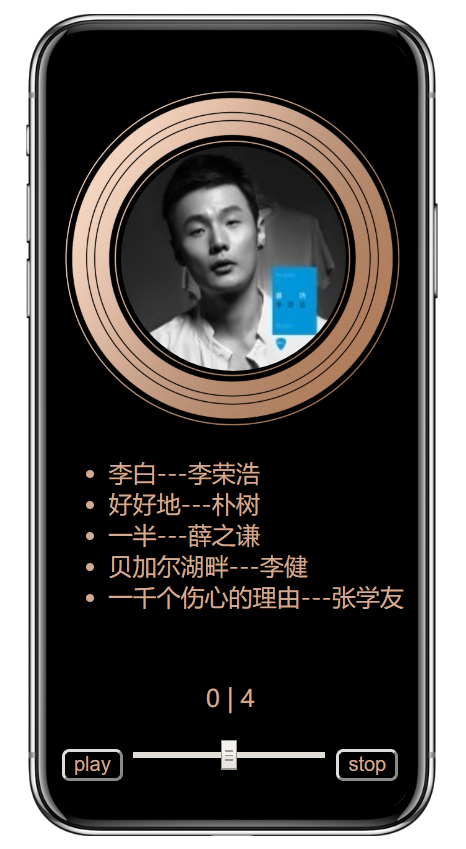 李白---李荣浩
好好地---朴树
一半---薛之谦
贝加尔湖畔---李健
一千个伤心的理由---张学友
0 | 4
play
stop